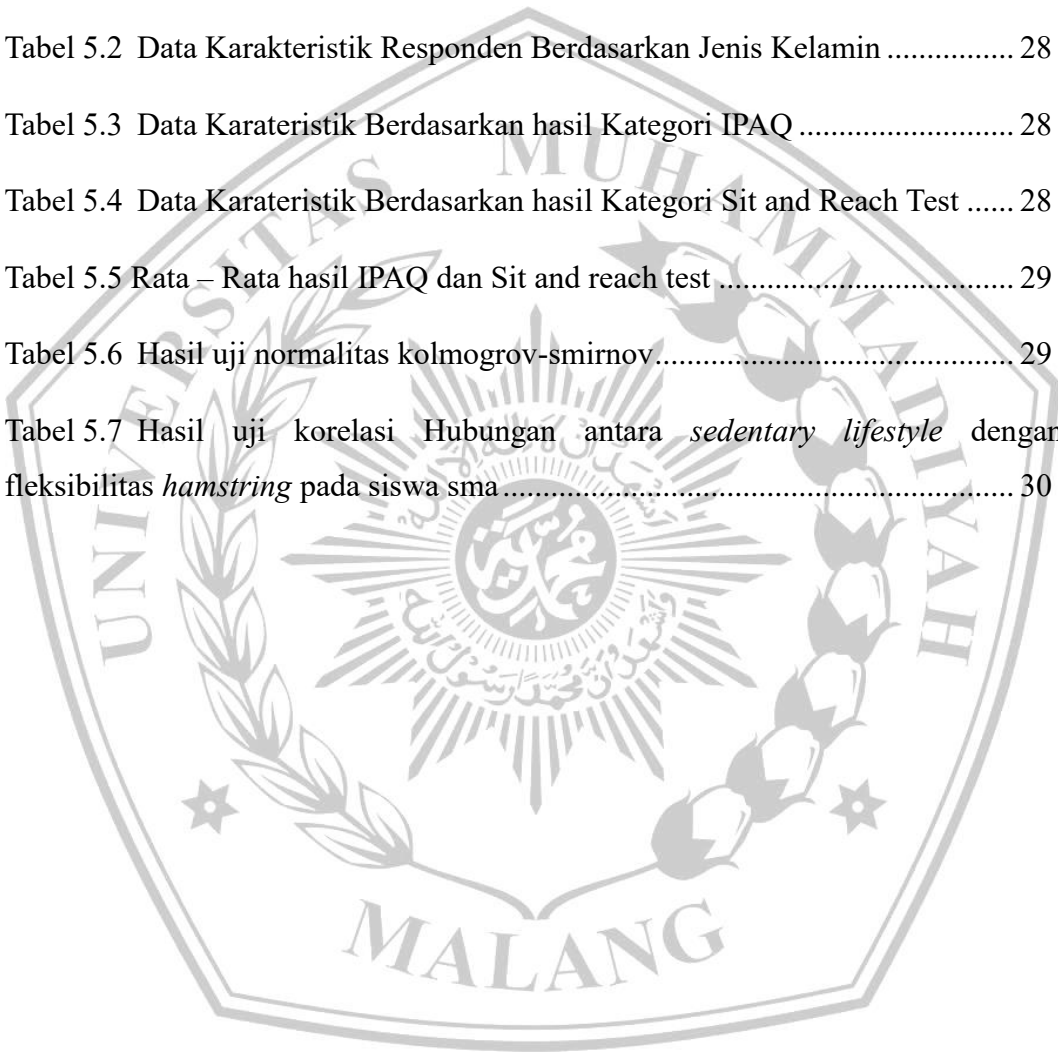 Tabel 5.2  Data Karakteristik Responden Berdasarkan Jenis Kelamin ................ 28
Tabel 5.3  Data Karateristik Berdasarkan hasil Kategori IPAQ ........................ 28
Tabel 5.4  Data Karateristik Berdasarkan hasil Kategori Sit and Reach Test ...... 28
Tabel 5.5 Rata – Rata hasil IPAQ dan Sit and reach test ................................. 29
Tabel 5.6  Hasil uji normalitas kolmogrov-smirnov......................................... 29
Tabel 5.7 Hasil uji korelasi Hubungan antara sedentary lifestyle dengan
fleksibilitas hamstring pada siswa sma........................................................... 30
UNIVERSITAS MUHAMMADIYAH
MALANG